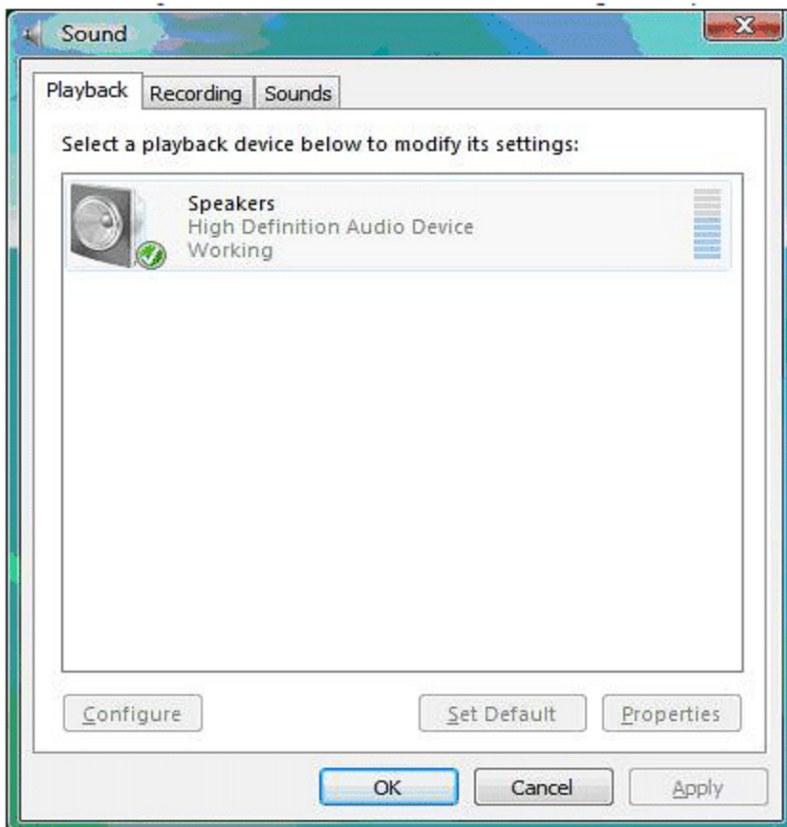 Sound
Playback
Recording
Sounds
Select a playback device below to modify its settings:
Speakers
High Definition Audio Device
Working
Configure
Set Default
Properties
OK
Cancel
Apply